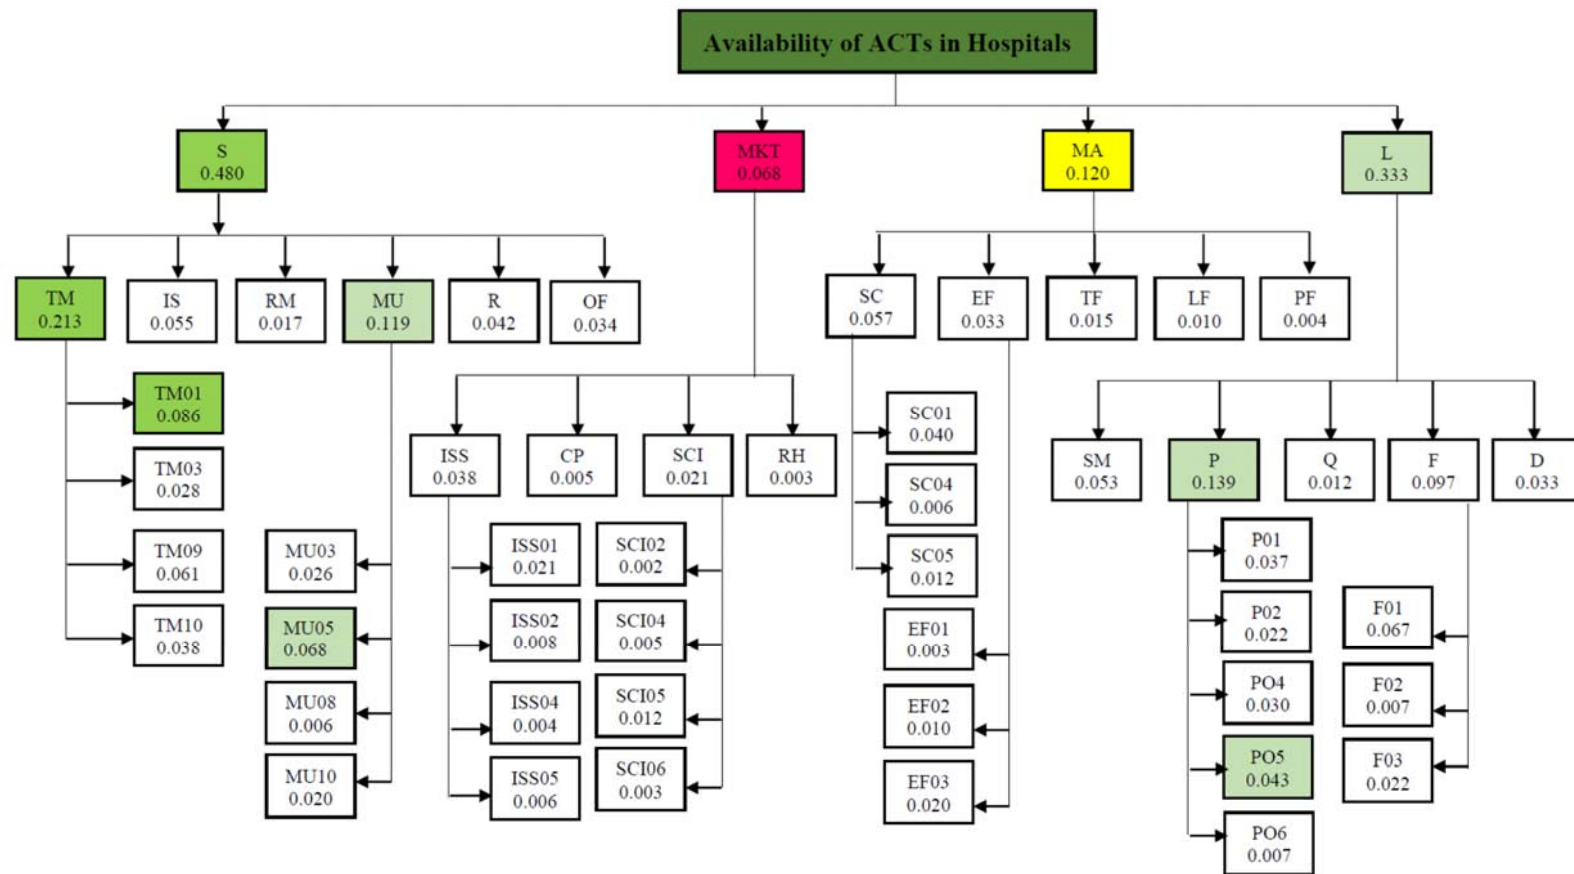 Availability of ACTs in Hospitals
S
0.480
MKT
0.068
MA
0.120
L
0.333
TM
0.213
IS
0.055
RM
0.017
MU
0.119
R
0.042
OF
0.034
SC
0.057
EF
0.033
TF
0.015
LF
0.010
PF
0.004
ISS
0.038
CP
0.005
SCI
0.021
RH
0.003
SM
0.053
P
0.139
Q
0.012
F
0.097
D
0.033
TM01
0.086
TM03
0.028
TM09
0.061
TM10
0.038
MU03
0.026
MU05
0.068
MU08
0.006
MU10
0.020
ISS01
0.021
ISS02
0.008
ISS04
0.004
ISS05
0.006
SCI02
0.002
SCI04
0.005
SCI05
0.012
SCI06
0.003
SC01
0.040
SC04
0.006
SC05
0.012
EF01
0.003
EF02
0.010
EF03
0.020
P01
0.037
P02
0.022
PO4
0.030
PO5
0.043
PO6
0.007
F01
0.067
F02
0.007
F03
0.022